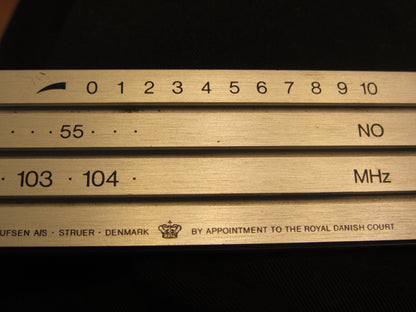 0 1 2 3 4 5 6 7 8 9 10
· · · 55 · · · NO
· 103 · 104 · MHz
UFSEN A/S · STRUER · DENMARK BY APPOINTMENT TO THE ROYAL DANISH COURT